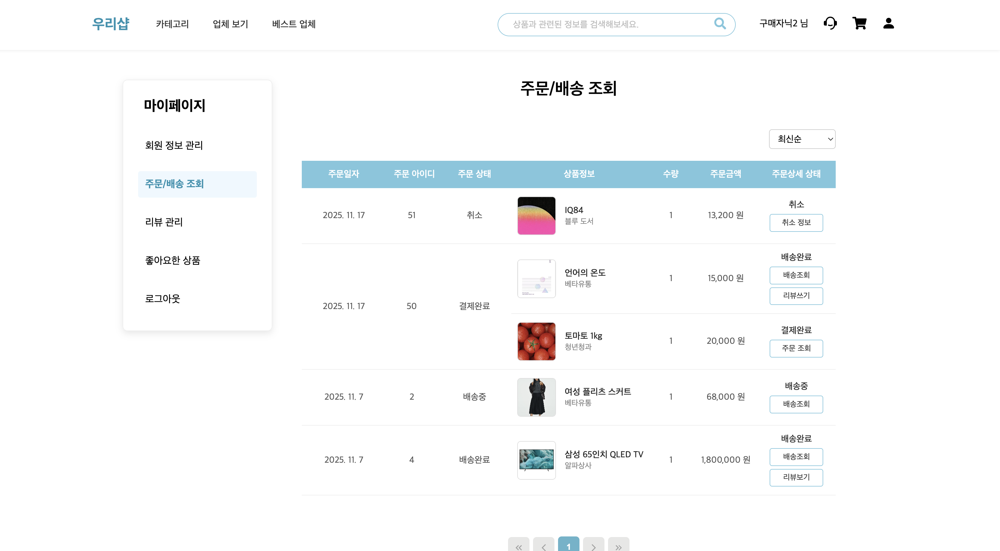 우리샵 카테고리 업체 보기 베스트 업체 상품과 관련된 정보를 검색해보세요. 구매자닉2 님
마이페이지
회원 정보 관리
주문/배송 조회
리뷰 관리
좋아요한 상품
로그아웃
주문/배송 조회
최신순
주문일자 주문 아이디 주문 상태 상품정보 수량 주문금액 주문상세 상태
2025. 11. 17 51 취소 IQ84 1 13,200 원 취소
블루 도서 취소 정보
2025. 11. 17 50 결제완료
언어의 온도 1 15,000 원 배송완료
베타유통 배송조회
리뷰쓰기
토마토 1kg 1 20,000 원 결제완료
청년청과 주문 조회
2025. 11. 7 2 배송중 여성 플리츠 스커트 1 68,000 원 배송중
베타유통 배송조회
2025. 11. 7 4 배송완료 삼성 65인치 QLED TV 1 1,800,000 원 배송완료
알파상사 배송조회
리뷰보기
« < 1 > »